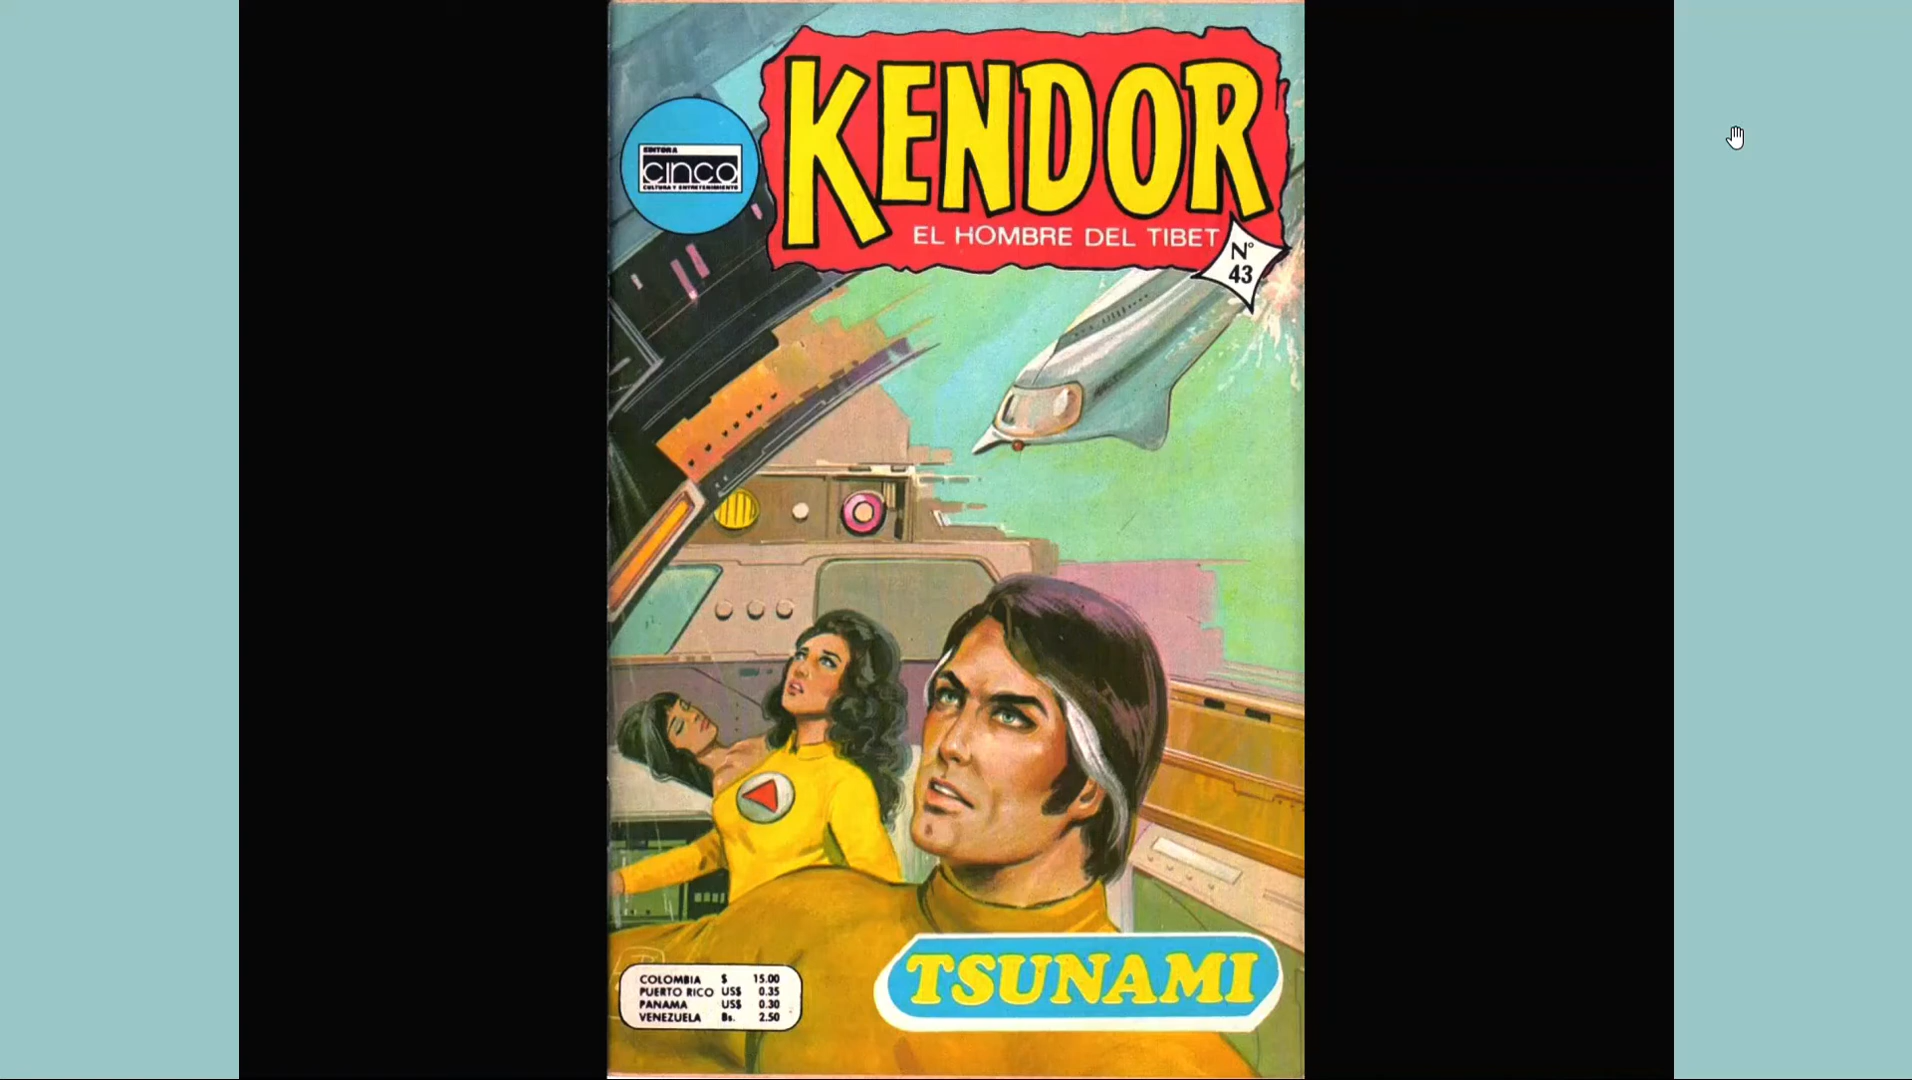 KENDOR
EDITORA
cinco
CULTURA Y ENTRETENIMIENTO
EL HOMBRE DEL TIBET
N°
43
TSUNAMI
COLOMBIA $ 15.00
PUERTO RICO US$ 0.35
PANAMA US$ 0.30
VENEZUELA Bs. 2.50